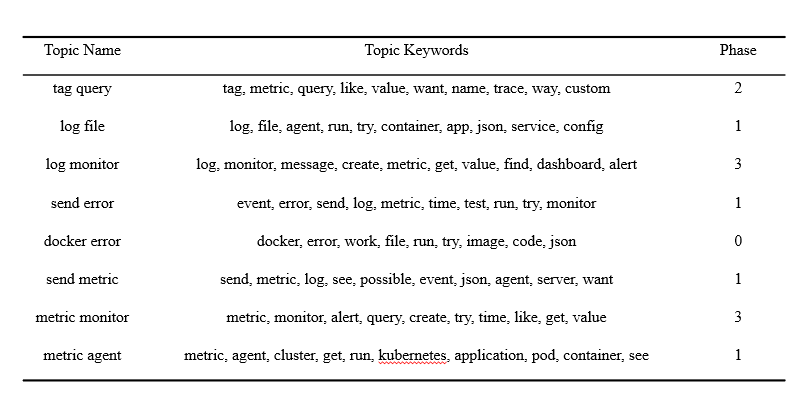 Topic Name Topic Keywords Phase
tag query tag, metric, query, like, value, want, name, trace, way, custom 2
log file log, file, agent, run, try, container, app, json, service, config 1
log monitor log, monitor, message, create, metric, get, value, find, dashboard, alert 3
send error event, error, send, log, metric, time, test, run, try, monitor 1
docker error docker, error, work, file, run, try, image, code, json 0
send metric send, metric, log, see, possible, event, json, agent, server, want 1
metric monitor metric, monitor, alert, query, create, try, time, like, get, value 3
metric agent metric, agent, cluster, get, run, kubernetes, application, pod, container, see 1